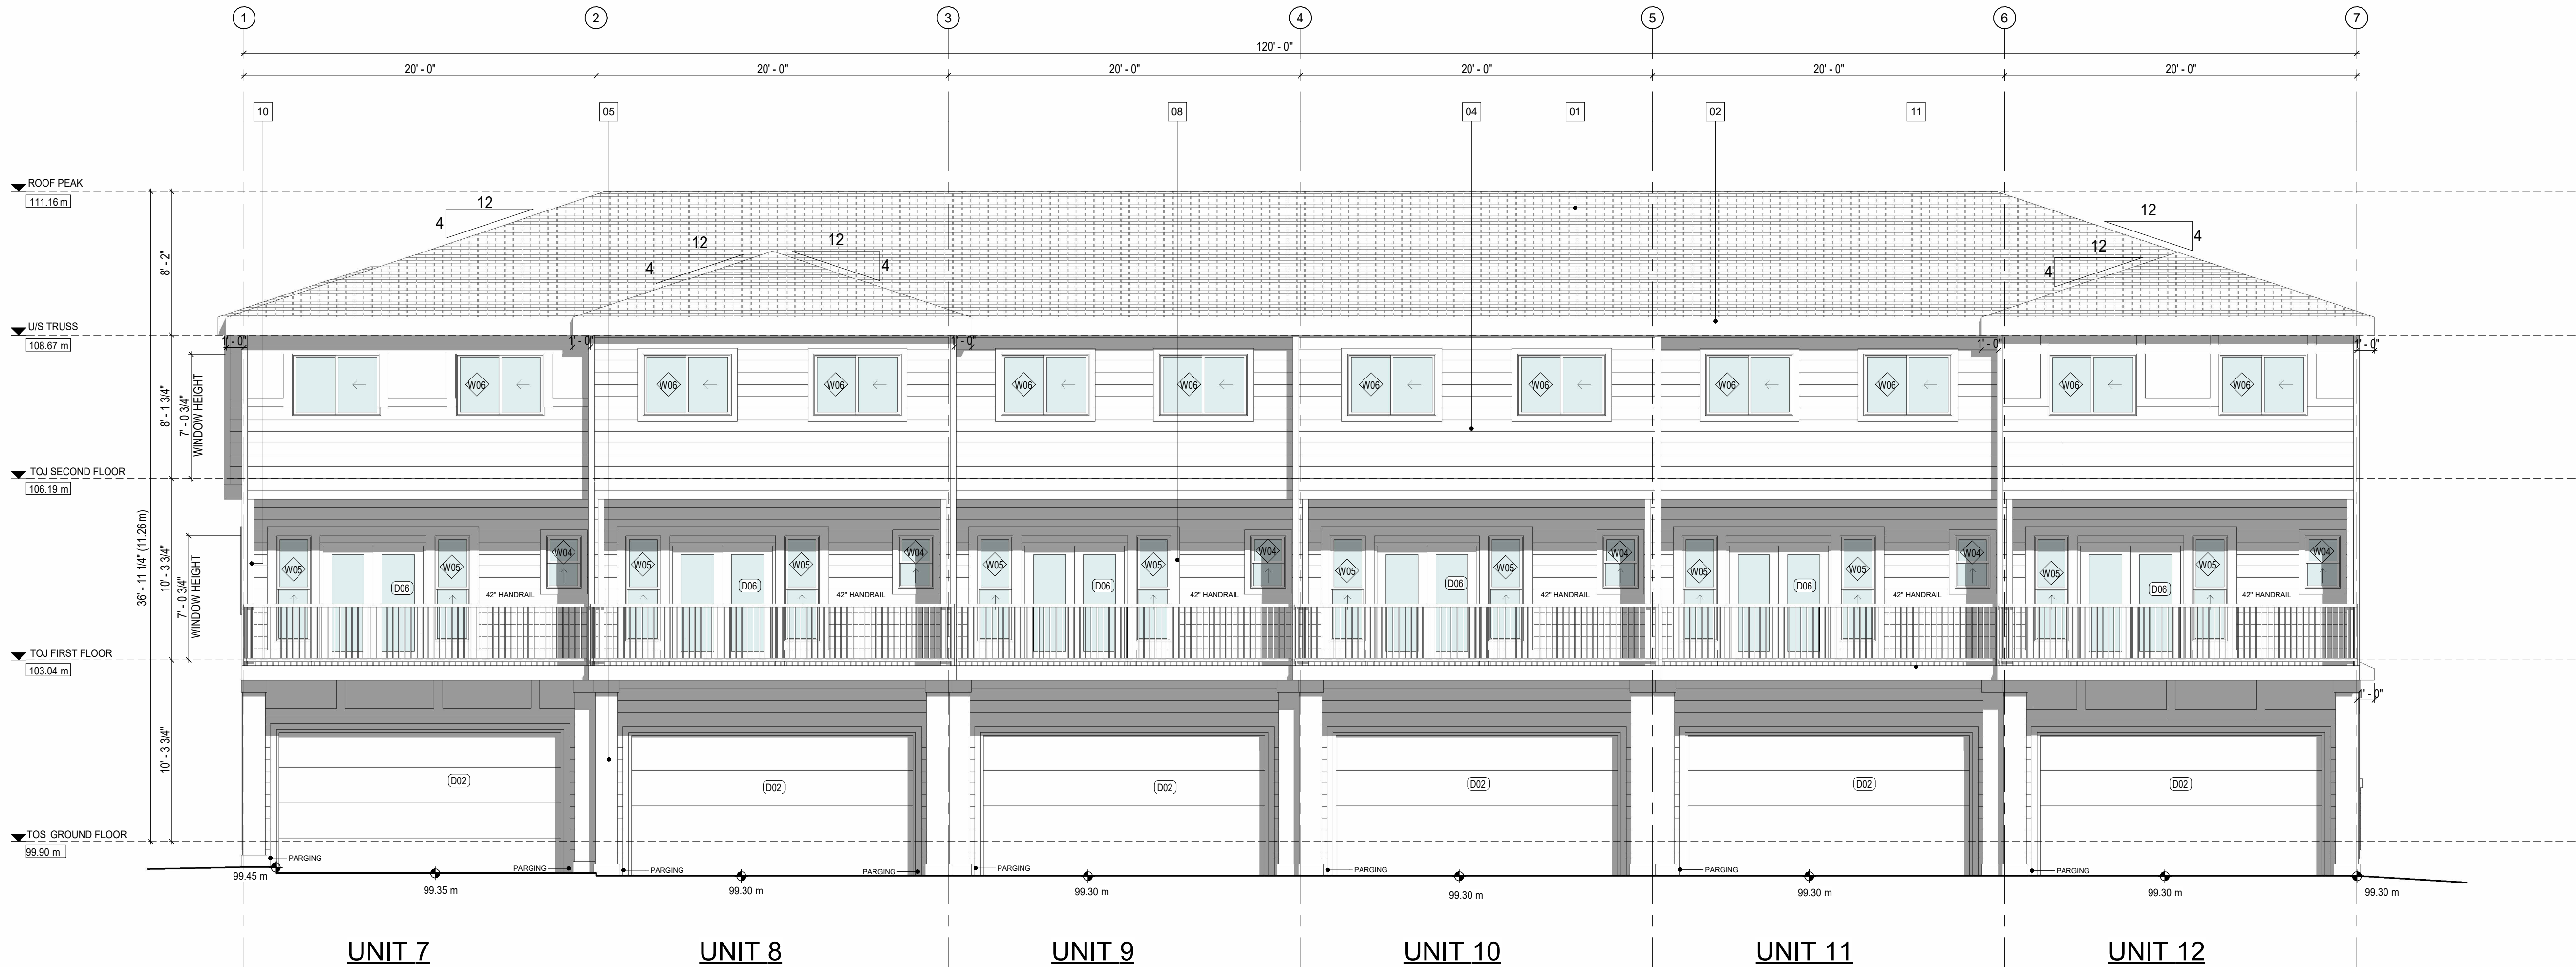 1 2 3 4 5 6 7
120' - 0"
20' - 0" 20' - 0" 20' - 0" 20' - 0" 20' - 0" 20' - 0"
10 05 08 04 01 02 11
ROOF PEAK
111.16 m
12
4
12
4
12
4
12
4
12
4
8' - 2"
U/S TRUSS
108.67 m
1' - 0" 1' - 0" 1' - 0" 1' - 0" 1' - 0"
W06 W06 W06 W06 W06 W06 W06 W06 W06 W06 W06
8' - 1 3/4"
7' - 0 3/4"
WINDOW HEIGHT
TOJ SECOND FLOOR
106.19 m
36' - 11 1/4" (11.26 m)
10' - 3 3/4"
7' - 0 3/4"
WINDOW HEIGHT
W05 D06 W05 W04
W05 D06 W05 W04
W05 D06 W05 W04
W05 D06 W05 W04
W05 D06 W05 W04
W05 D06 W05 W04
42" HANDRAIL 42" HANDRAIL 42" HANDRAIL 42" HANDRAIL 42" HANDRAIL 42" HANDRAIL
TOJ FIRST FLOOR
103.04 m
1' - 0"
10' - 3 3/4"
D02 D02 D02 D02 D02 D02
TOS GROUND FLOOR
99.90 m
PARGING PARGING PARGING PARGING PARGING PARGING PARGING PARGING
99.45 m 99.35 m 99.30 m 99.30 m 99.30 m 99.30 m 99.30 m 99.30 m
UNIT 7 UNIT 8 UNIT 9 UNIT 10 UNIT 11 UNIT 12